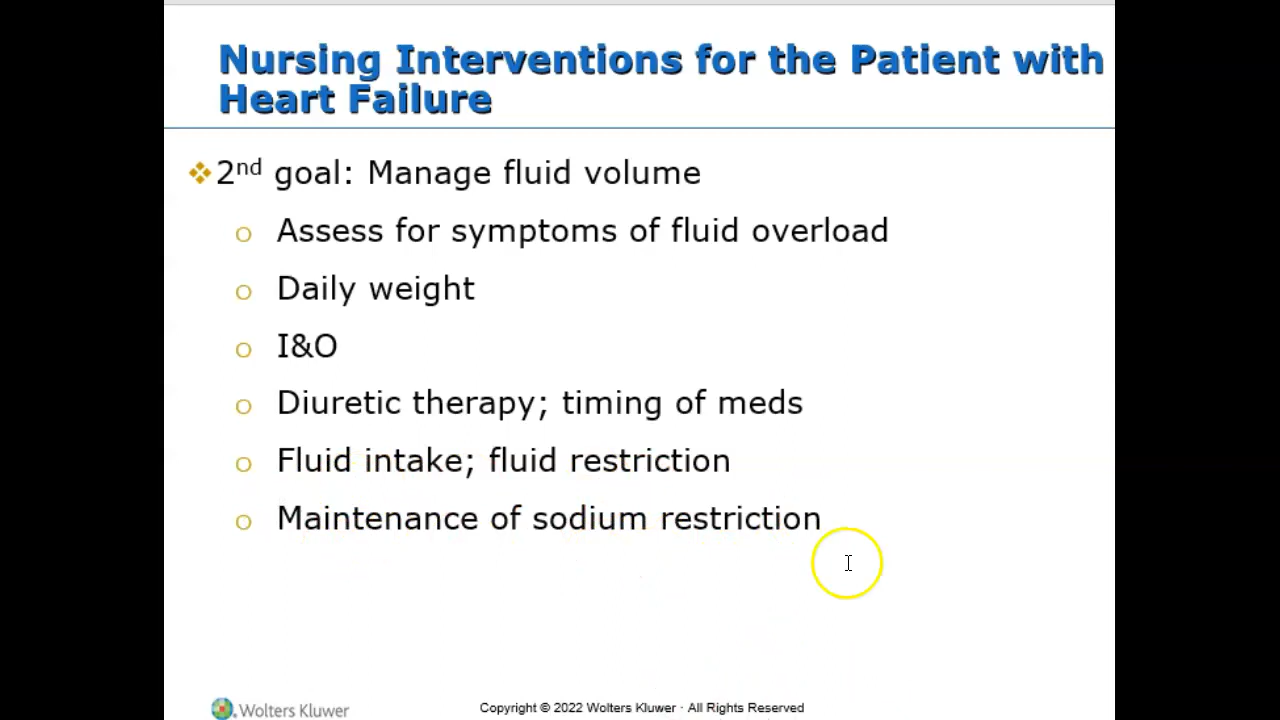 Nursing Interventions for the Patient with
Heart Failure
2nd goal: Manage fluid volume
o Assess for symptoms of fluid overload
o Daily weight
o I&O
o Diuretic therapy; timing of meds
o Fluid intake; fluid restriction
o Maintenance of sodium restriction
Wolters Kluwer
Copyright © 2022 Wolters Kluwer · All Rights Reserved